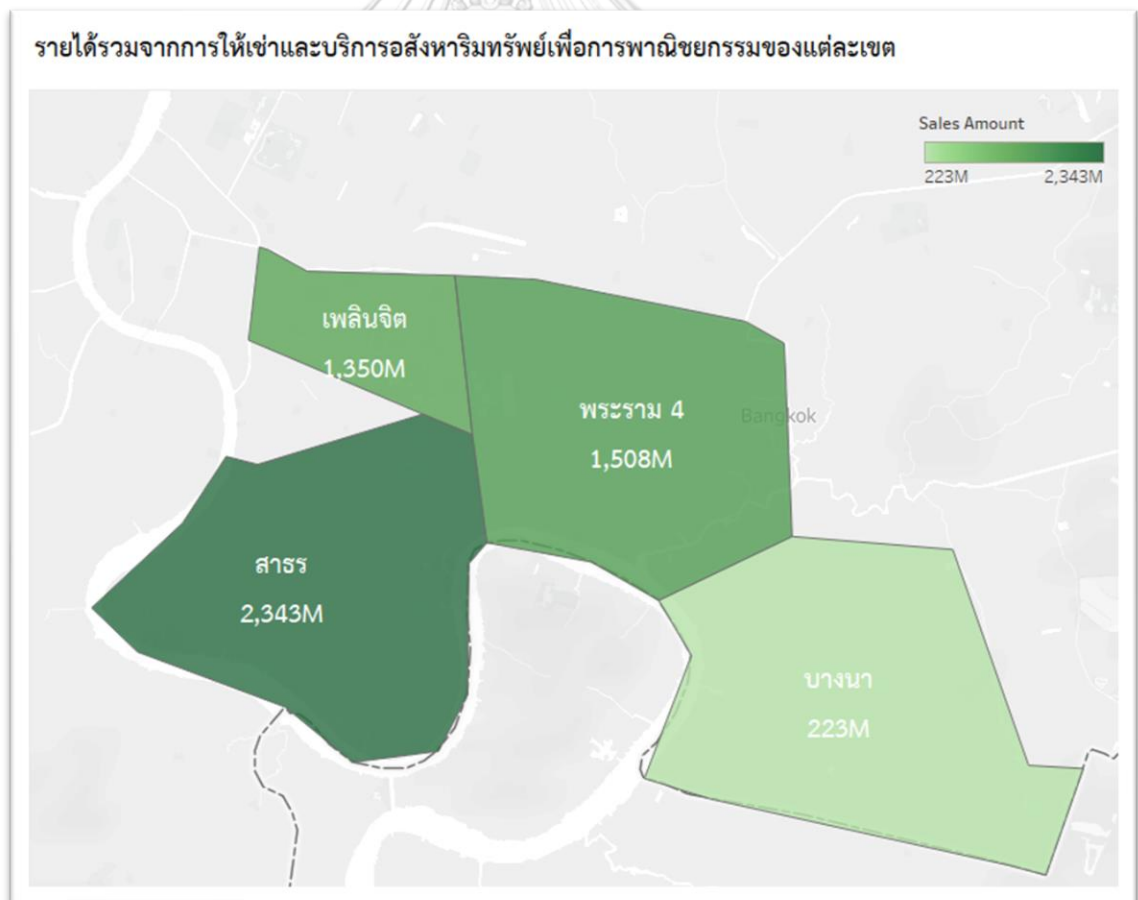 รายได้รวมจากการให้เช่าและบริการอสังหาริมทรัพย์เพื่อการพาณิชยกรรมของแต่ละเขต
Sales Amount
223M 2,343M
เพลินจิต
1,350M
พระราม 4
1,508M
Bangkok
สาธร
2,343M
บางนา
223M